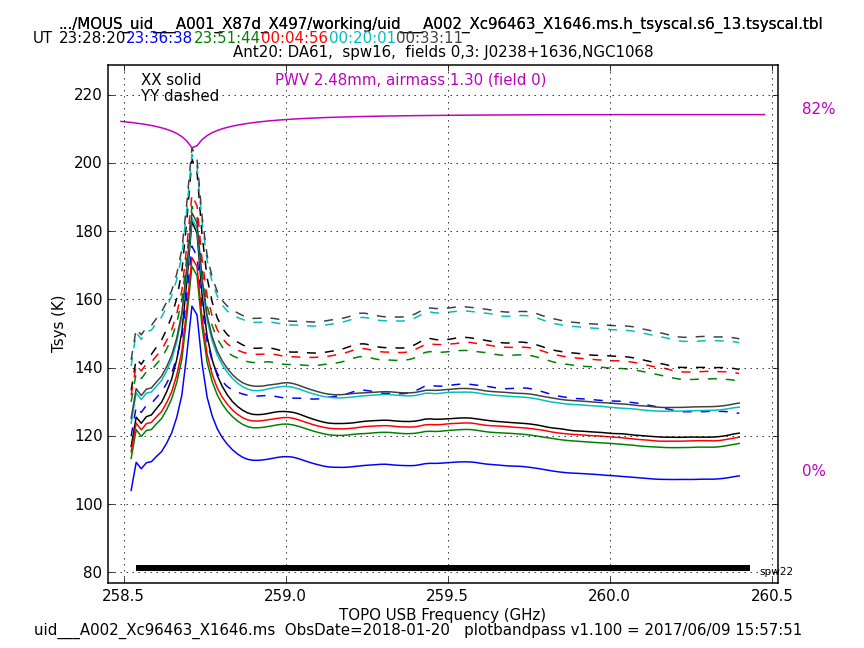 .../MOUS_uid___A001_X87d_X497/working/uid___A002_Xc96463_X1646.ms.h_tsyscal.s6_13.tsyscal.tbl
UT 23:28:20 23:36:38 23:51:44 00:04:56 00:20:01 00:33:11
Ant20: DA61, spw16, fields 0,3: J0238+1636,NGC1068
XX solid PWV 2.48mm, airmass 1.30 (field 0)
YY dashed
82%
0%
220
200
180
160
140
120
100
80
Tsys (K)
spw22
258.5 259.0 259.5 260.0 260.5
TOPO USB Frequency (GHz)
uid___A002_Xc96463_X1646.ms ObsDate=2018-01-20 plotbandpass v1.100 = 2017/06/09 15:57:51